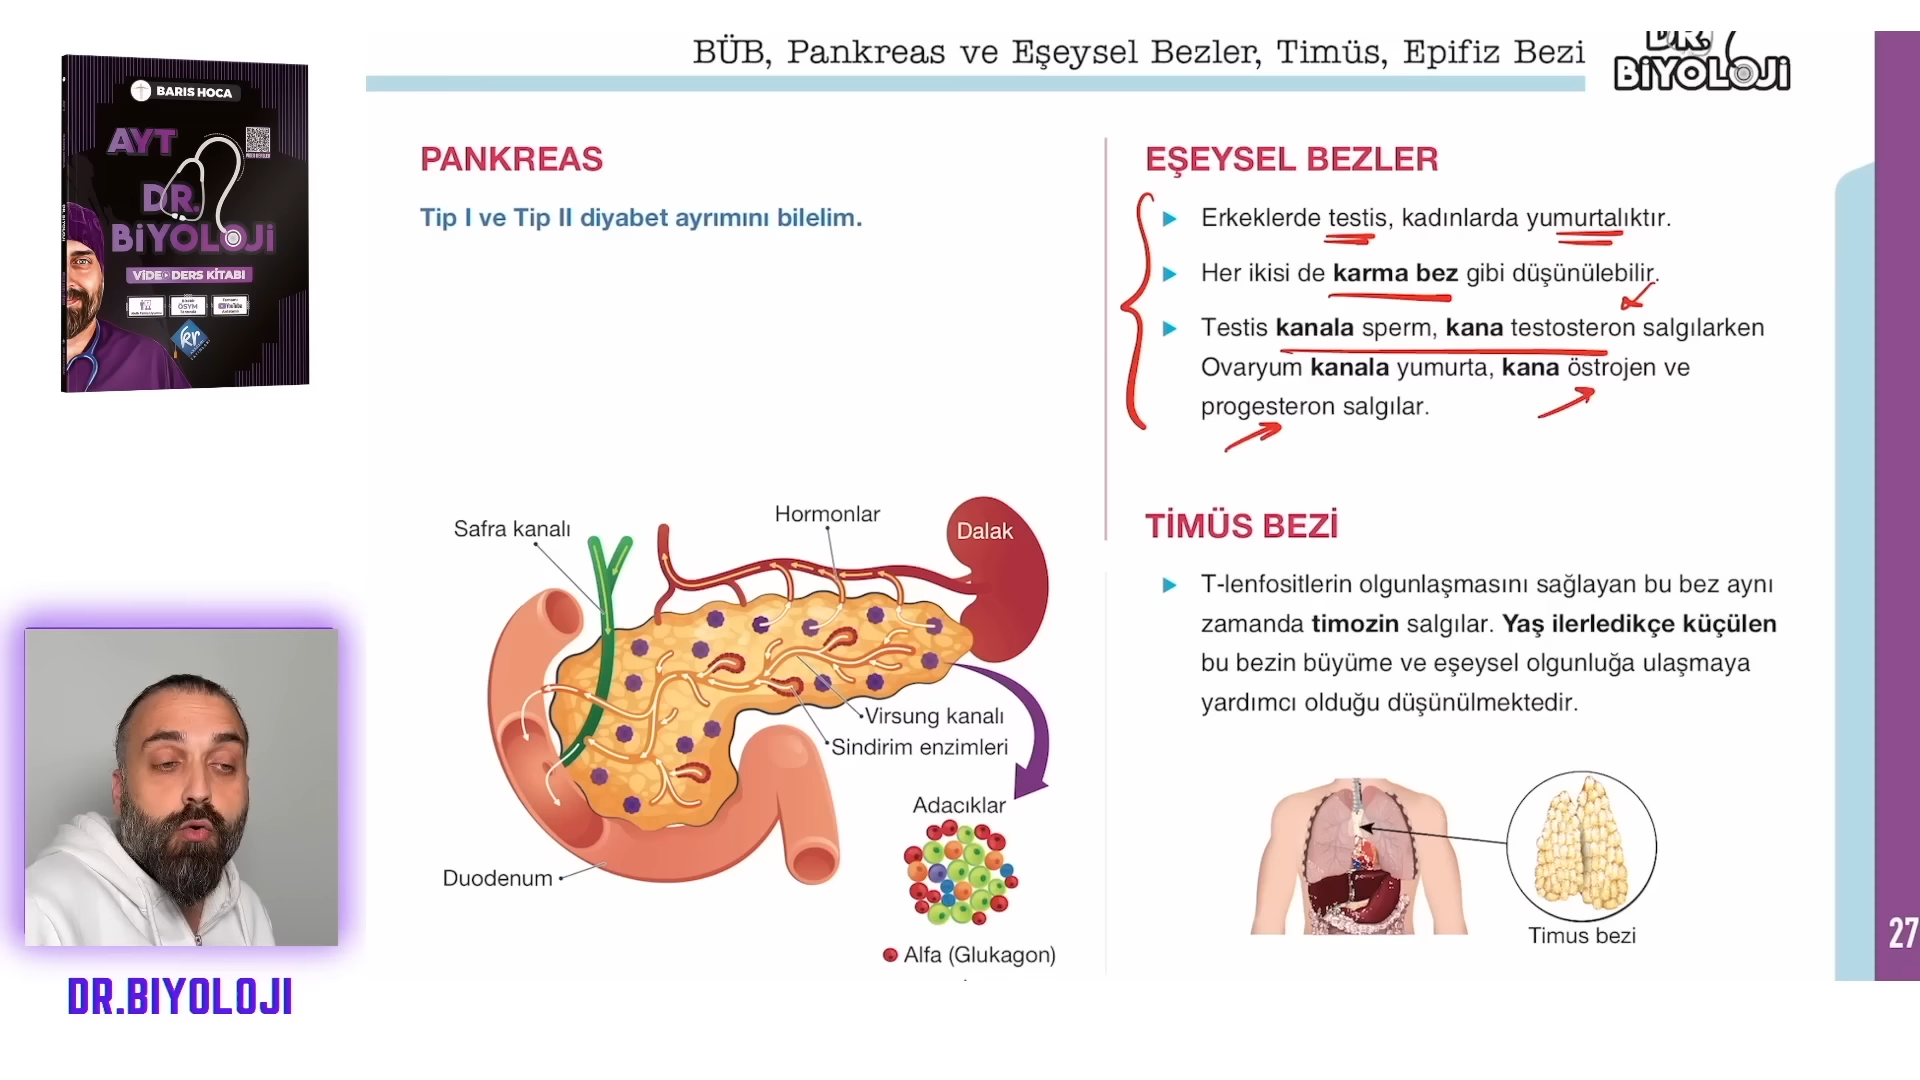 BÜB, Pankreas ve Eşeysel Bezler, Timüs, Epifiz Bezi
DR.
BİYOLOJİ
BARIS HOCA
AYT
DR.
BİYOLOJİ
VİDEO DERS KİTABI
ÖSYM
YouTube
kr
PANKREAS
Tip I ve Tip II diyabet ayrımını bilelim.
Safra kanalı
Hormonlar
Dalak
Virsung kanalı
Sindirim enzimleri
Adacıklar
Duodenum
Alfa (Glukagon)
EŞEYSEL BEZLER
Erkeklerde testis, kadınlarda yumurtalıktır.
Her ikisi de karma bez gibi düşünülebilir.
Testis kanala sperm, kana testosteron salgılarken
Ovaryum kanala yumurta, kana östrojen ve
progesteron salgılar.
TİMÜS BEZİ
T-lenfositlerin olgunlaşmasını sağlayan bu bez aynı
zamanda timozin salgılar. Yaş ilerledikçe küçülen
bu bezin büyüme ve eşeysel olgunluğa ulaşmaya
yardımcı olduğu düşünülmektedir.
Timus bezi
27
DR.BIYOLOJI